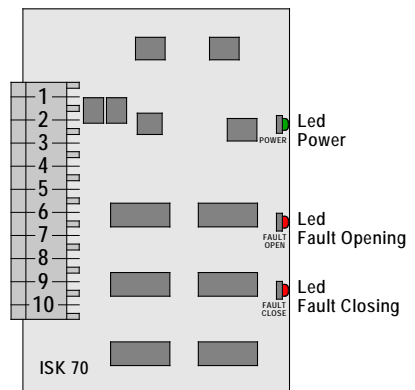 1
2
3
4
5
6
7
8
9
10
POWER
Led
Power
FAULT
OPEN
Led
Fault Opening
FAULT
CLOSE
Led
Fault Closing
ISK 70